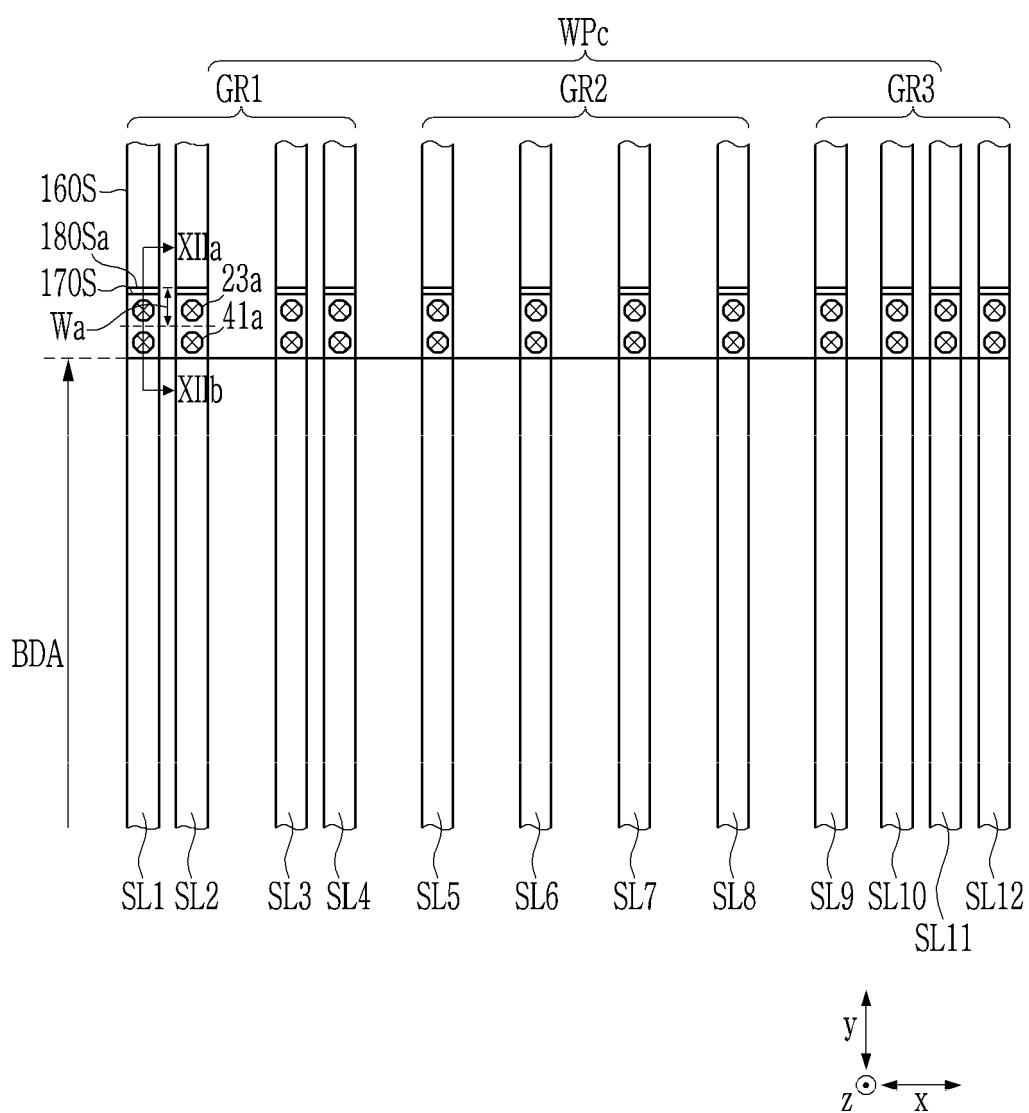 WPc
GR1 GR2 GR3
160S
180Sa XIIa
170S 23a
Wa 41a
XIIb
BDA
SL1 SL2 SL3 SL4 SL5 SL6 SL7 SL8 SL9 SL10 SL12
SL11
y
z x